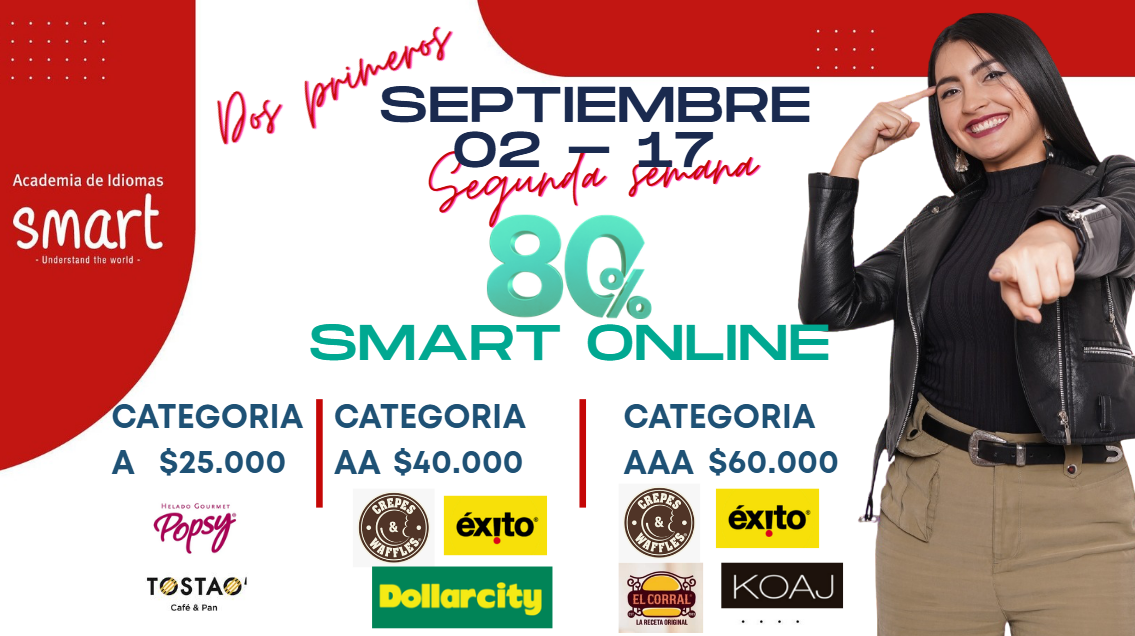 Dos primeros
SEPTIEMBRE
02 – 17
Segunda semana
80%
SMART ONLINE
Academia de Idiomas
smart
- Understand the world -
CATEGORIA
A $25.000
HELADO GOURMET
Popsy
TOSTAO'
Café & Pan
CATEGORIA
AA $40.000
CREPES
&
WAFFLES
éxito
Dollarcity
CATEGORIA
AAA $60.000
CREPES
&
WAFFLES
éxito
EL CORRAL
LA RECETA ORIGINAL
KOAJ